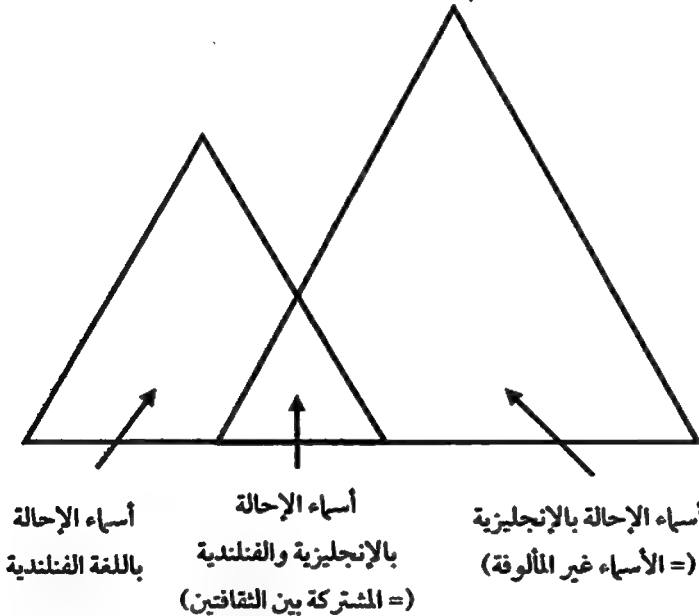 أسماء الإحالة بالإنجليزية
(= الأسماء غير المألوفة)
أسماء الإحالة
بالإنجليزية والفنلندية
(= المشتركة بين الثقافتين)
أسماء الإحالة
باللغة الفنلندية